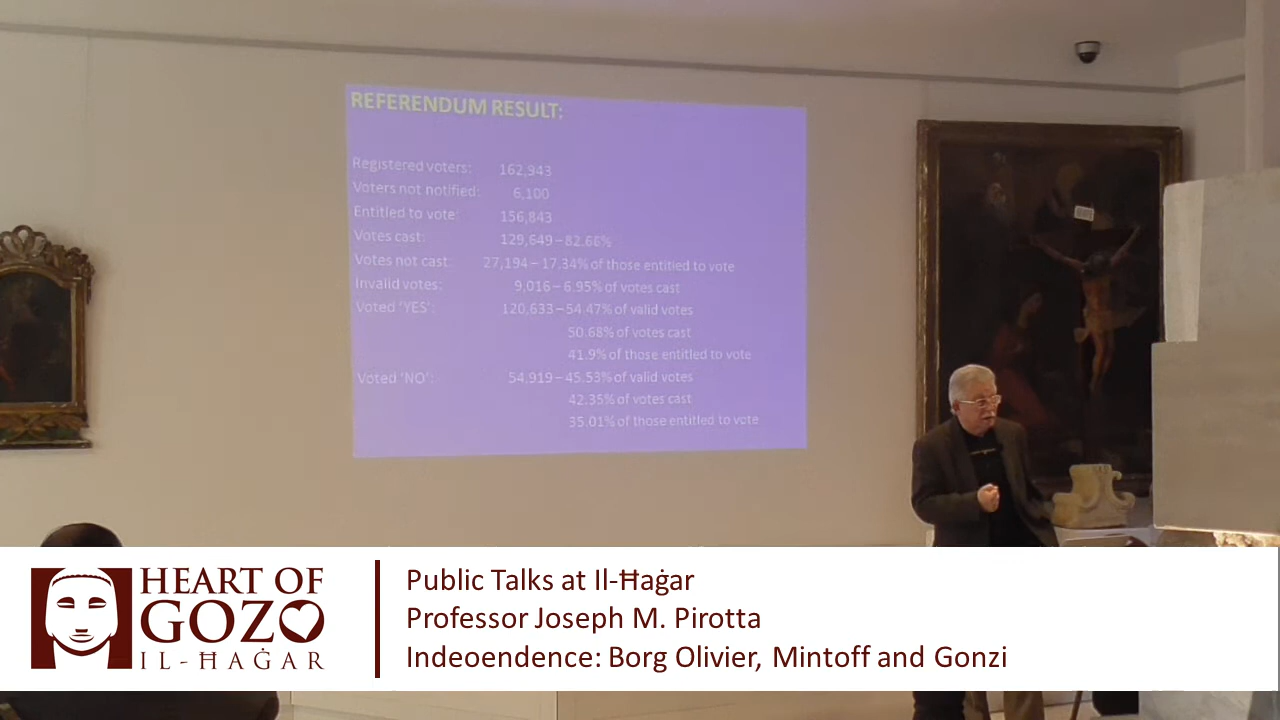 REFERENDUM RESULT:
Registered voters: 162,943
Voters not notified: 6,100
Entitled to vote: 156,843
Votes cast: 129,649 – 82.66%
Votes not cast: 27,194 – 17.34% of those entitled to vote
Invalid votes: 9,016 – 6.95% of votes cast
Voted ‘YES’: 120,633 – 54.47% of valid votes
50.68% of votes cast
41.9% of those entitled to vote
Voted ‘NO’: 54,919 – 45.53% of valid votes
42.35% of votes cast
35.01% of those entitled to vote
HEART OF
GOZO
IL-ĦAĠAR
Public Talks at Il-Ħaġar
Professor Joseph M. Pirotta
Indeoendence: Borg Olivier, Mintoff and Gonzi